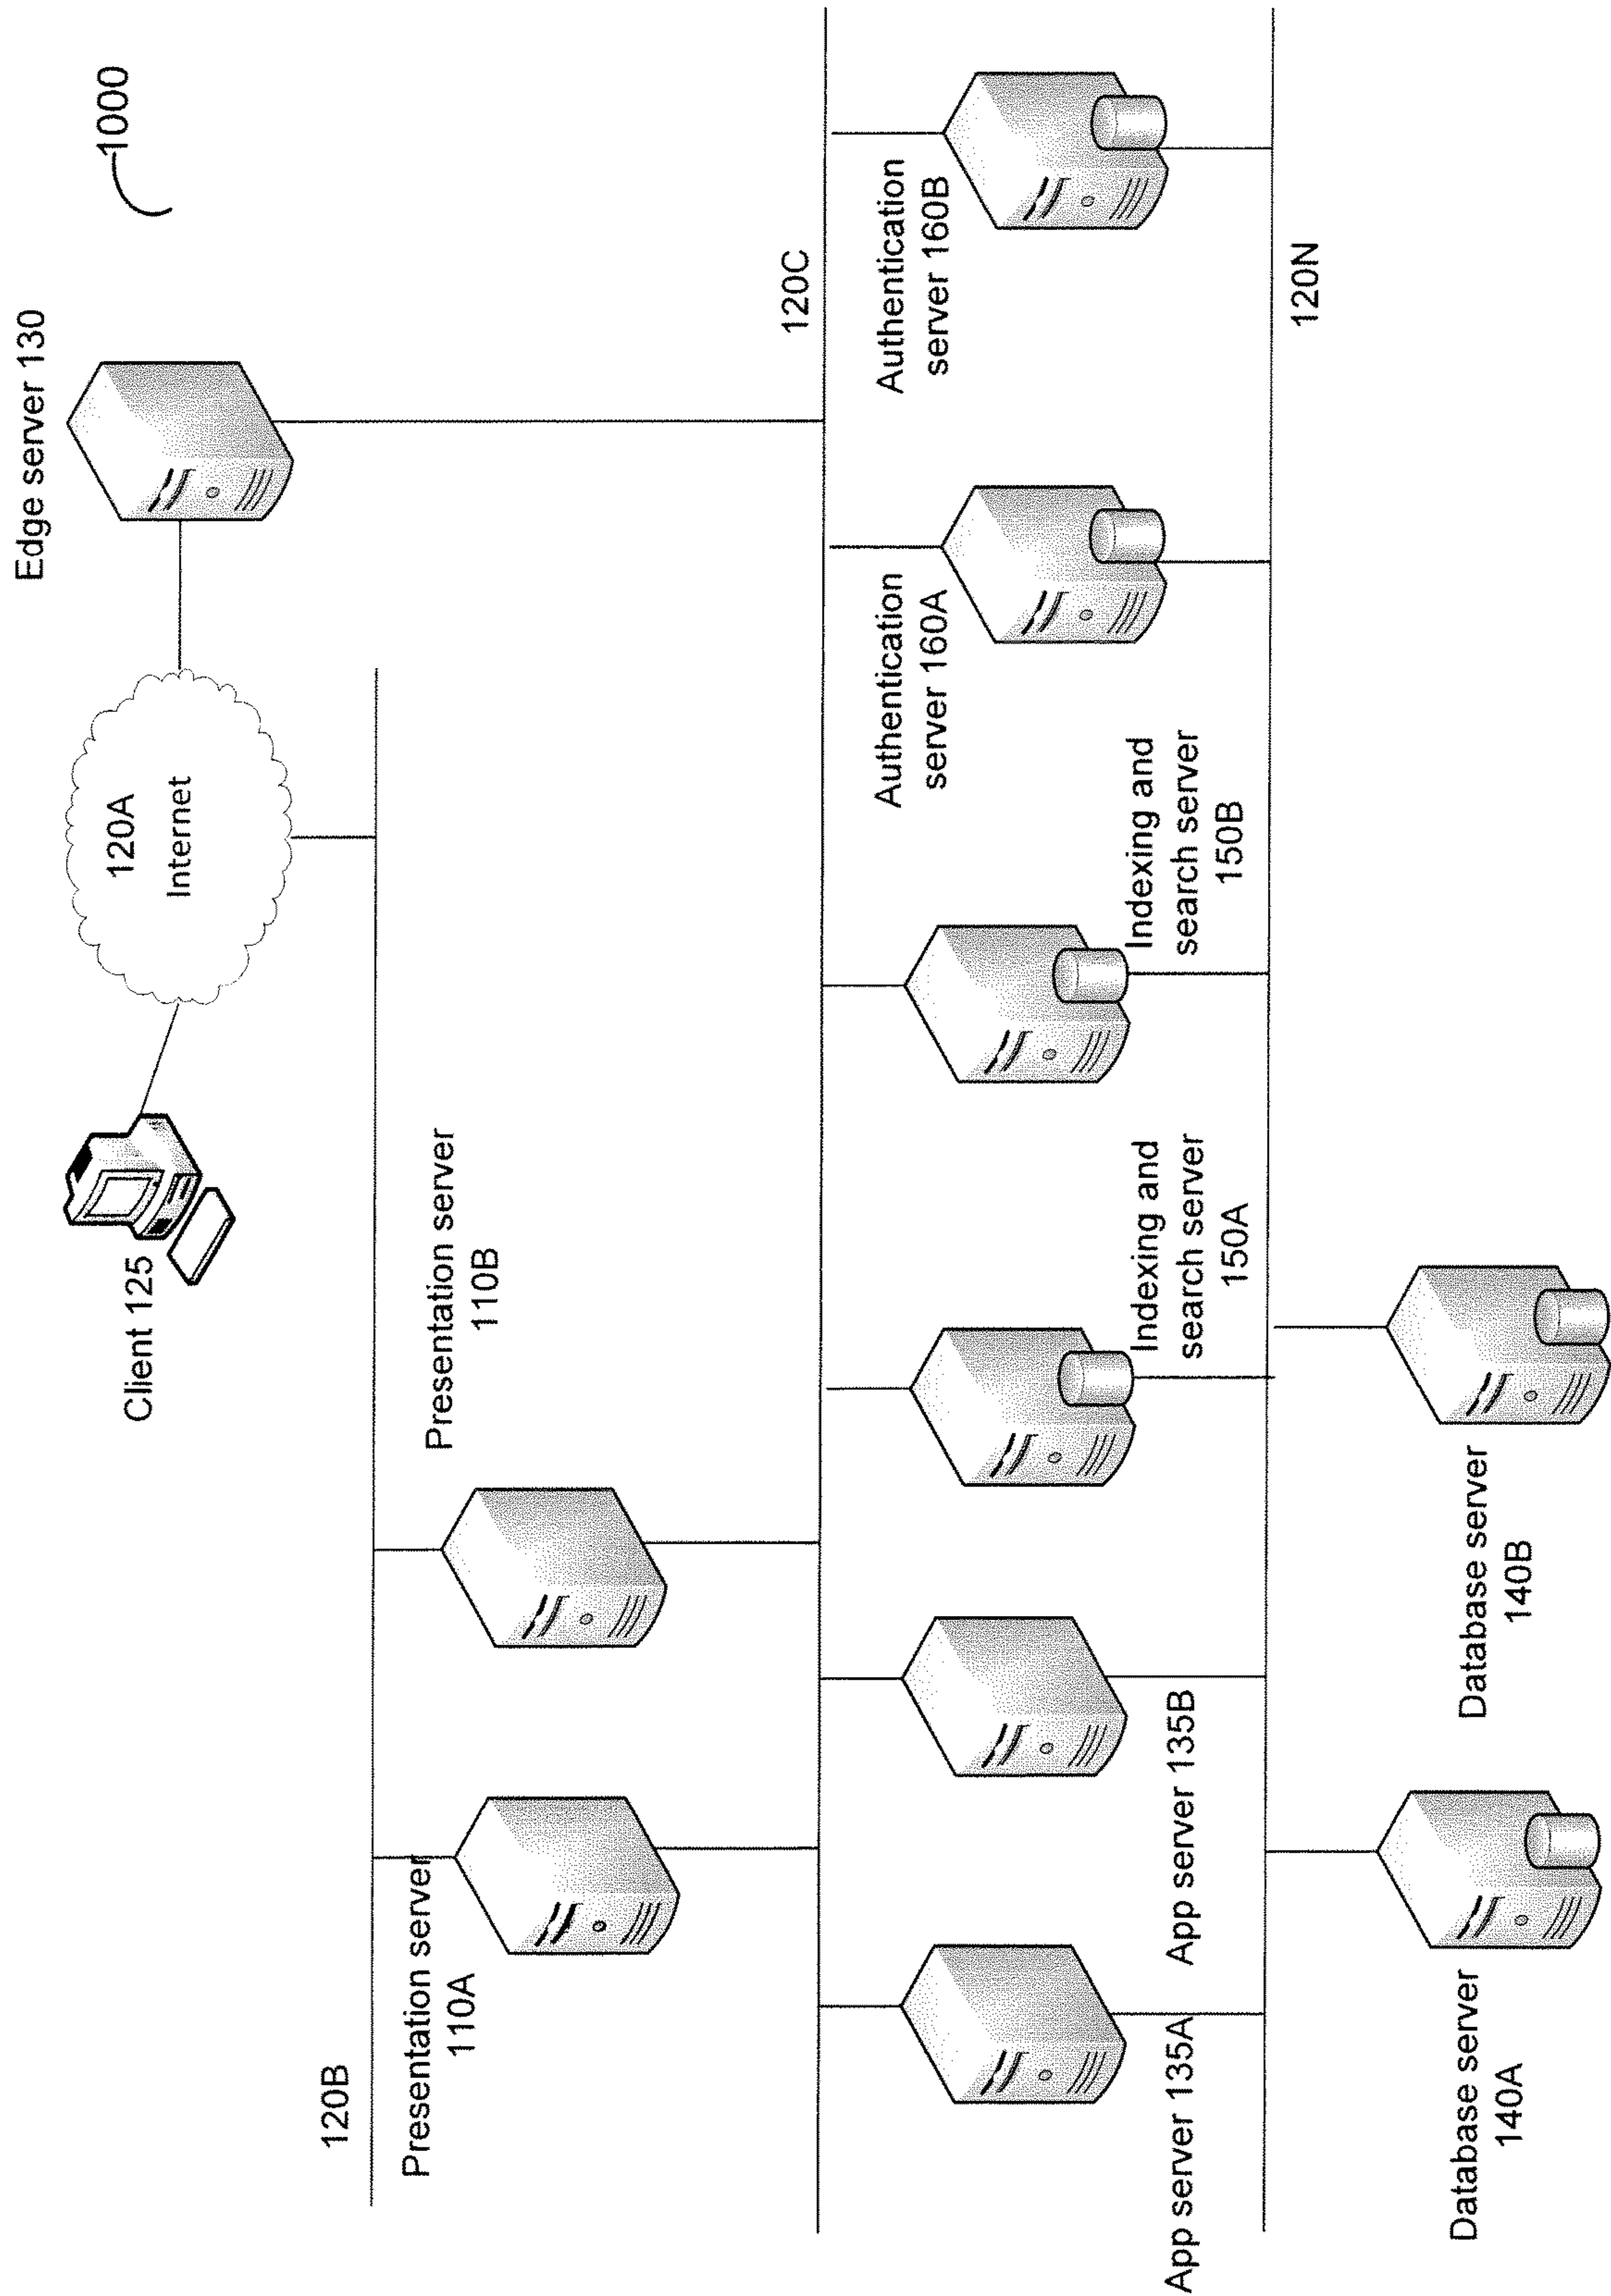 1000
Edge server 130
120A
Internet
Client 125
120B
Presentation server
110A
Presentation server
110B
120C
App server 135A
App server 135B
Indexing and
search server
150A
Indexing and
search server
150B
Authentication
server 160A
Authentication
server 160B
120N
Database server
140A
Database server
140B